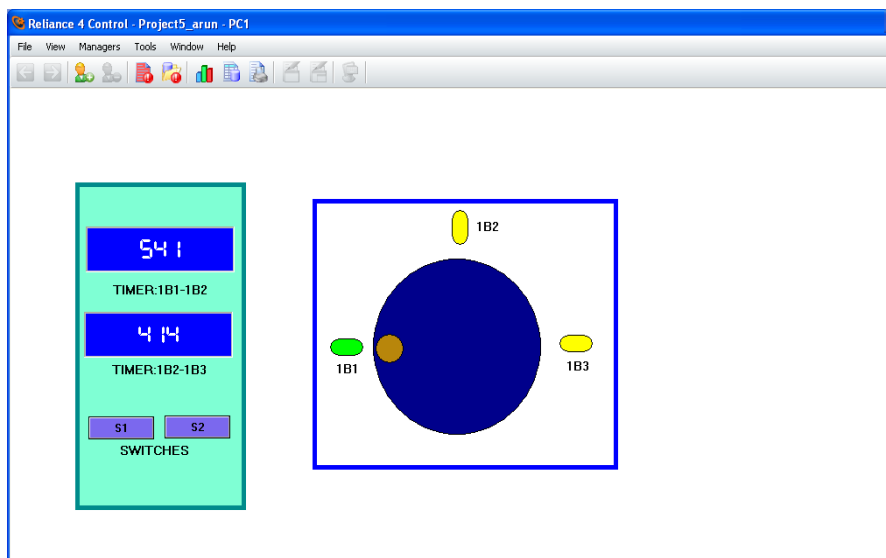 Reliance 4 Control - Project5_arun - PC1
File View Managers Tools Window Help
541
TIMER:1B1-1B2
414
TIMER:1B2-1B3
S1 S2
SWITCHES
1B2
1B1
1B3